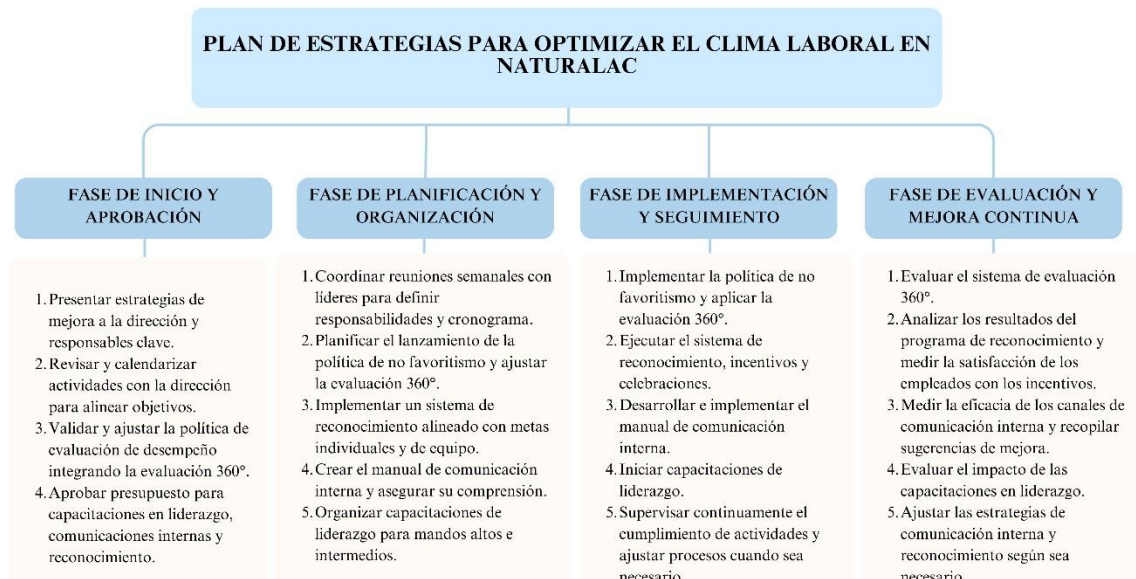 PLAN DE ESTRATEGIAS PARA OPTIMIZAR EL CLIMA LABORAL EN
NATURALAC
FASE DE INICIO Y
APROBACIÓN
1. Presentar estrategias de
mejora a la dirección y
responsables clave.
2. Revisar y calendarizar
actividades con la dirección
para alinear objetivos.
3. Validar y ajustar la política de
evaluación de desempeño
integrando la evaluación 360°.
4. Aprobar presupuesto para
capacitaciones en liderazgo,
comunicaciones internas y
reconocimiento.
FASE DE PLANIFICACIÓN Y
ORGANIZACIÓN
1. Coordinar reuniones semanales con
líderes para definir
responsabilidades y cronograma.
2. Planificar el lanzamiento de la
política de no favoritismo y ajustar
la evaluación 360°.
3. Implementar un sistema de
reconocimiento alineado con metas
individuales y de equipo.
4. Crear el manual de comunicación
interna y asegurar su comprensión.
5. Organizar capacitaciones de
liderazgo para mandos altos e
intermedios.
FASE DE IMPLEMENTACIÓN
Y SEGUIMIENTO
1. Implementar la política de no
favoritismo y aplicar la
evaluación 360°.
2. Ejecutar el sistema de
reconocimiento, incentivos y
celebraciones.
3. Desarrollar e implementar el
manual de comunicación
interna.
4. Iniciar capacitaciones de
liderazgo.
5. Supervisar continuamente el
cumplimiento de actividades y
ajustar procesos cuando sea
necesario.
FASE DE EVALUACIÓN Y
MEJORA CONTINUA
1. Evaluar el sistema de evaluación
360°.
2. Analizar los resultados del
programa de reconocimiento y
medir la satisfacción de los
empleados con los incentivos.
3. Medir la eficacia de los canales de
comunicación interna y recopilar
sugerencias de mejora.
4. Evaluar el impacto de las
capacitaciones en liderazgo.
5. Ajustar las estrategias de
comunicación interna y
reconocimiento según sea
necesario.